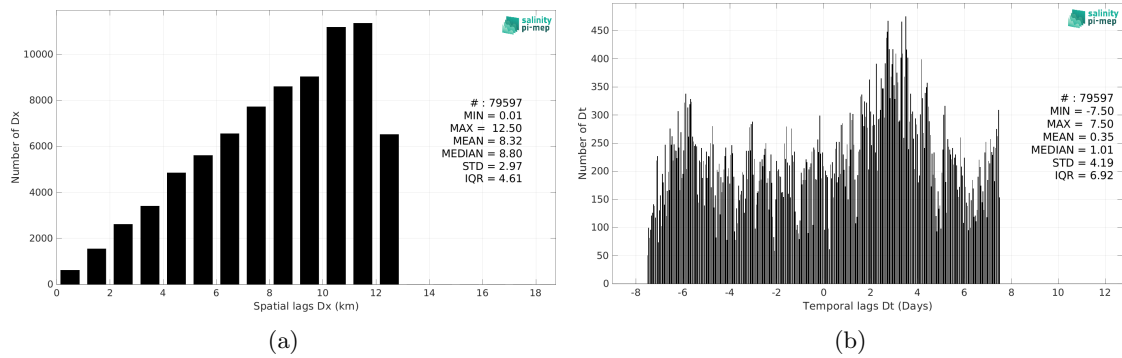 salinity
pi-mep
10000
8000
6000
4000
2000
0
Number of Dx
# : 79597
MIN = 0.01
MAX = 12.50
MEAN = 8.32
MEDIAN = 8.80
STD = 2.97
IQR = 4.61
0 2 4 6 8 10 12 14 16 18
Spatial lags Dx (km)
(a)
salinity
pi-mep
450
400
350
300
250
200
150
100
50
0
Number of Dt
# : 79597
MIN = -7.50
MAX = 7.50
MEAN = 0.35
MEDIAN = 1.01
STD = 4.19
IQR = 6.92
-8 -6 -4 -2 0 2 4 6 8 10 12
Temporal lags Dt (Days)
(b)